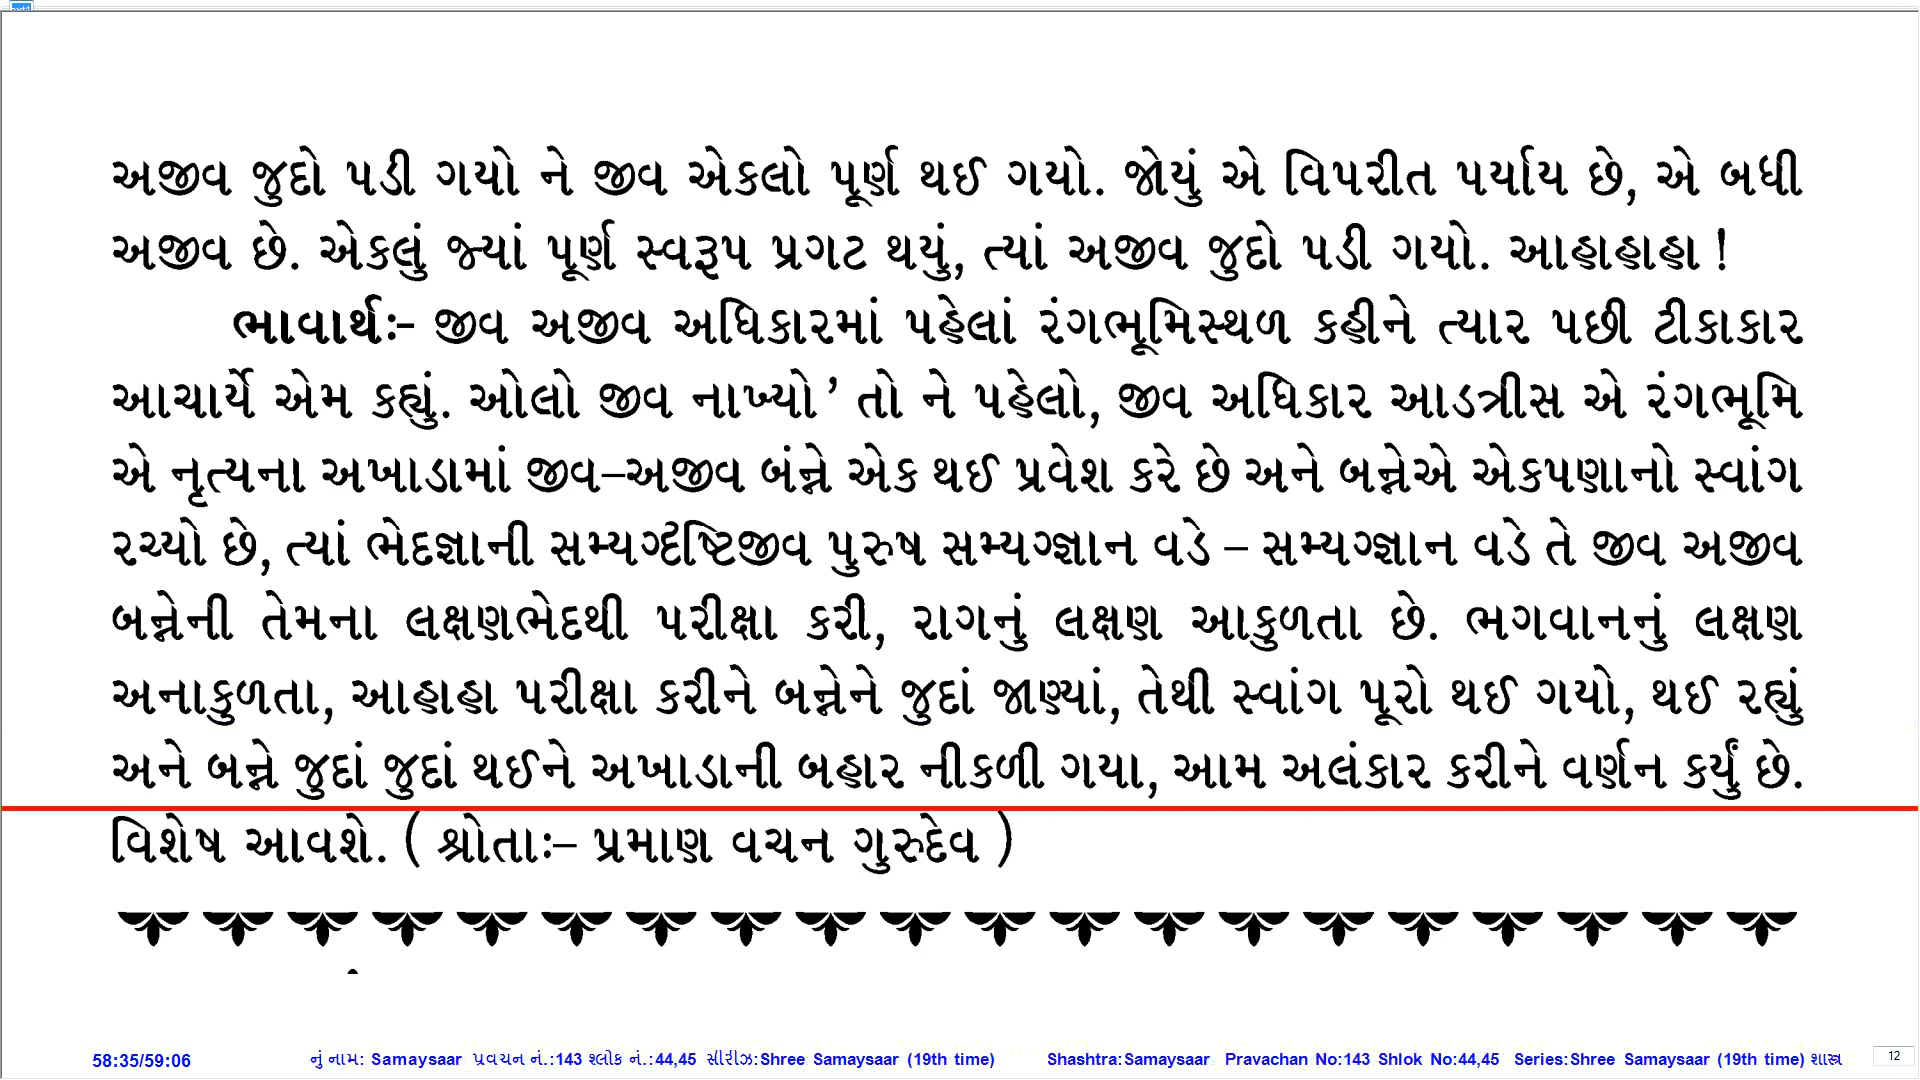 અજીવ જુદો પડી ગયો ને જીવ એકલો પૂર્ણ થઈ ગયો. જોયું એ વિપરીત પર્યાય છે, એ બધી
અજીવ છે. એકલું જ્યાં પૂર્ણ સ્વરૂપ પ્રગટ થયું, ત્યાં અજીવ જુદો પડી ગયો. આહાહાહા !
ભાવાર્થઃ- જીવ અજીવ અધિકારમાં પહેલાં રંગભૂમિસ્થળ કહીને ત્યાર પછી ટીકાકાર
આચાર્યે એમ કહ્યું. ઓલો જીવ નાખ્યો’ તો ને પહેલો, જીવ અધિકાર આડત્રીસ એ રંગભૂમિ
એ નૃત્યના અખાડામાં જીવ–અજીવ બંન્ને એક થઈ પ્રવેશ કરે છે અને બન્નેએ એકપણાનો સ્વાંગ
રચ્યો છે, ત્યાં ભેદજ્ઞાની સમ્યગ્દૃષ્ટિજીવ પુરુષ સમ્યગ્જ્ઞાન વડે – સમ્યગ્જ્ઞાન વડે તે જીવ અજીવ
બન્નેની તેમના લક્ષણભેદથી પરીક્ષા કરી, રાગનું લક્ષણ આકુળતા છે. ભગવાનનું લક્ષણ
અનાકુળતા, આહાહા પરીક્ષા કરીને બન્નેને જુદાં જાણ્યાં, તેથી સ્વાંગ પૂરો થઈ ગયો, થઈ રહ્યું
અને બન્ને જુદાં જુદાં થઈને અખાડાની બહાર નીકળી ગયા, આમ અલંકાર કરીને વર્ણન કર્યું છે.
વિશેષ આવશે. ( શ્રોતાઃ– પ્રમાણ વચન ગુરુદેવ )
58:35/59:06 નું નામ: Samaysaar પ્રવચન નં.:143 શ્લોક નં.:44,45 સીરીઝ:Shree Samaysaar (19th time) Shashtra:Samaysaar Pravachan No:143 Shlok No:44,45 Series:Shree Samaysaar (19th time) શાસ્ત્ર 12